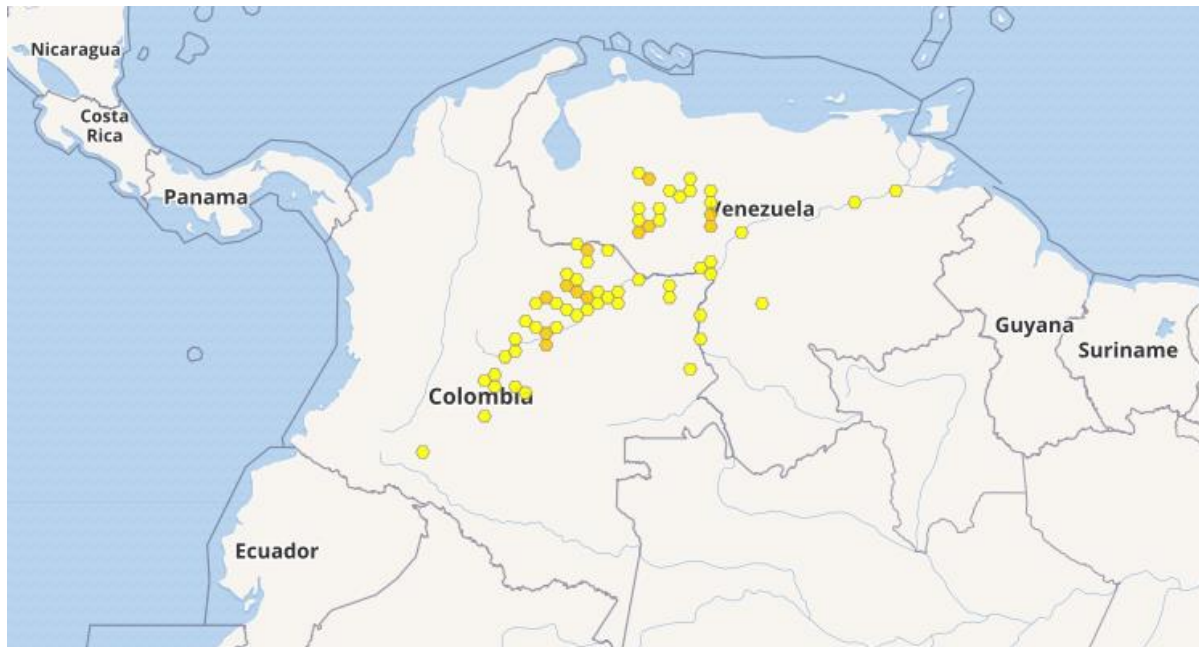 Nicaragua
Costa
Rica
Panama
Venezuela
Colombia
Guyana
Suriname
Ecuador